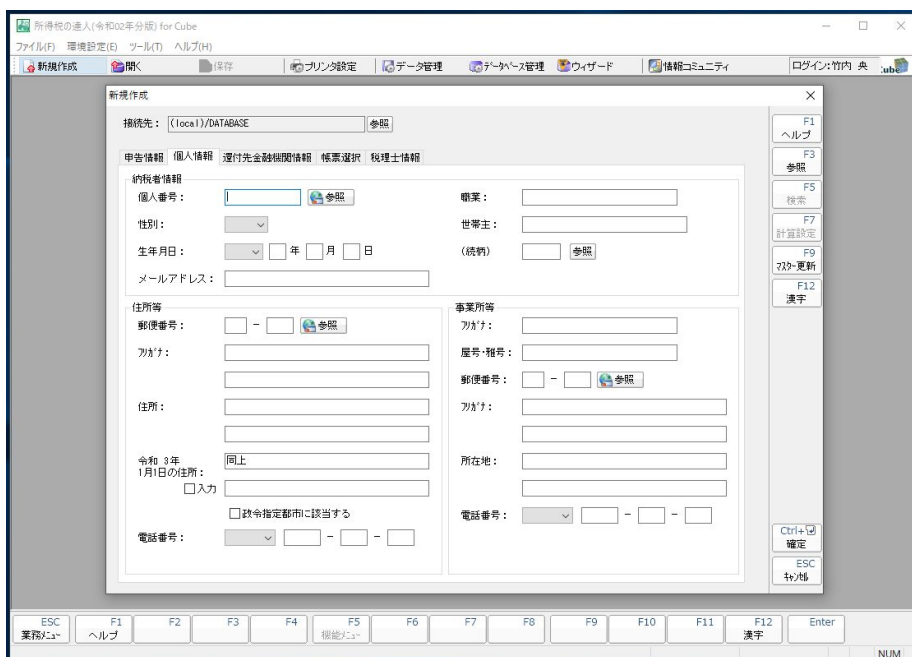 所得税の達人(令和02年分版) for Cube
ファイル(F) 環境設定(E) ツール(T) ヘルプ(H)
新規作成 開く 保存 プリンタ設定 データ管理 データベース管理 ウィザード 情報コミュニティ ログイン:竹内 央 Cube
新規作成
接続先： (local)/DATABASE 参照
申告情報 個人情報 還付先金融機関情報 帳票選択 税理士情報
納税者情報
個人番号： 参照 職業：
性別： 世帯主：
生年月日： 年 月 日 (続柄) 参照
メールアドレス：
住所等 事業所等
郵便番号： － 参照 ﾌﾘｶﾞﾅ：
ﾌﾘｶﾞﾅ： 屋号・雅号：
郵便番号： － 参照
住所： ﾌﾘｶﾞﾅ：
令和 3年 同上 所在地：
1月1日の住所：
入力
政令指定都市に該当する 電話番号： － －
電話番号： － －
F1
ヘルプ
F3
参照
F5
検索
F7
計算設定
F9
ﾏｽﾀｰ更新
F12
漢字
Ctrl+
確定
ESC
ｷｬﾝｾﾙ
ESC F1 F2 F3 F4 F5 F6 F7 F8 F9 F10 F11 F12 Enter
業務ﾒﾆｭｰ ヘルプ 機能ﾒﾆｭｰ 漢字
NUM